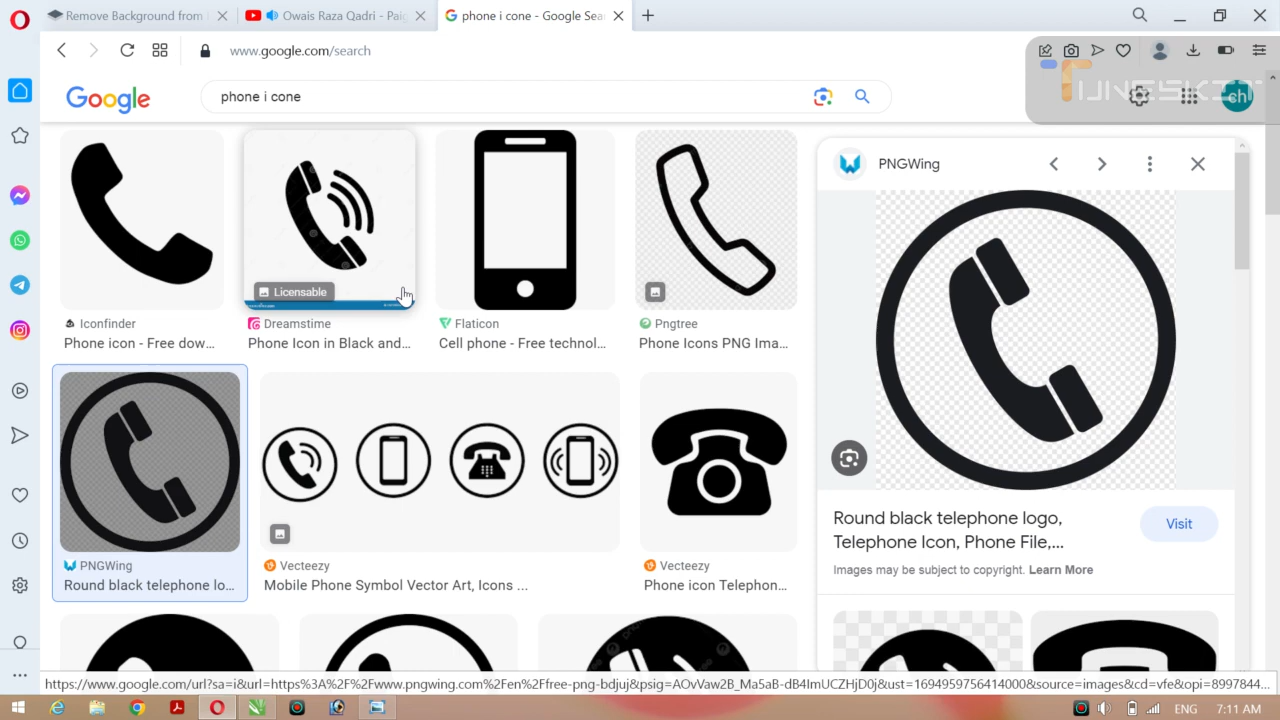 Remove Background from
Owais Raza Qadri - Paig
phone i cone - Google Sea
www.google.com/search
TUNESKIT
Google
phone i cone
ch
PNGWing
Licensable
Iconfinder
Dreamstime
Flaticon
Pngtree
Phone icon - Free dow...
Phone Icon in Black and...
Cell phone - Free technol...
Phone Icons PNG Ima...
Round black telephone logo,
Telephone Icon, Phone File,...
Visit
Images may be subject to copyright. Learn More
PNGWing
Vecteezy
Vecteezy
Round black telephone lo...
Mobile Phone Symbol Vector Art, Icons ...
Phone icon Telephon...
https://www.google.com/url?sa=i&url=https%3A%2F%2Fwww.pngwing.com%2Fen%2Ffree-png-bdjuj&psig=AOvVaw2B_Ma5aB-dB4ImUCZHjD0j&ust=1694959756414000&source=images&cd=vfe&opi=8997844...
ENG
7:11 AM